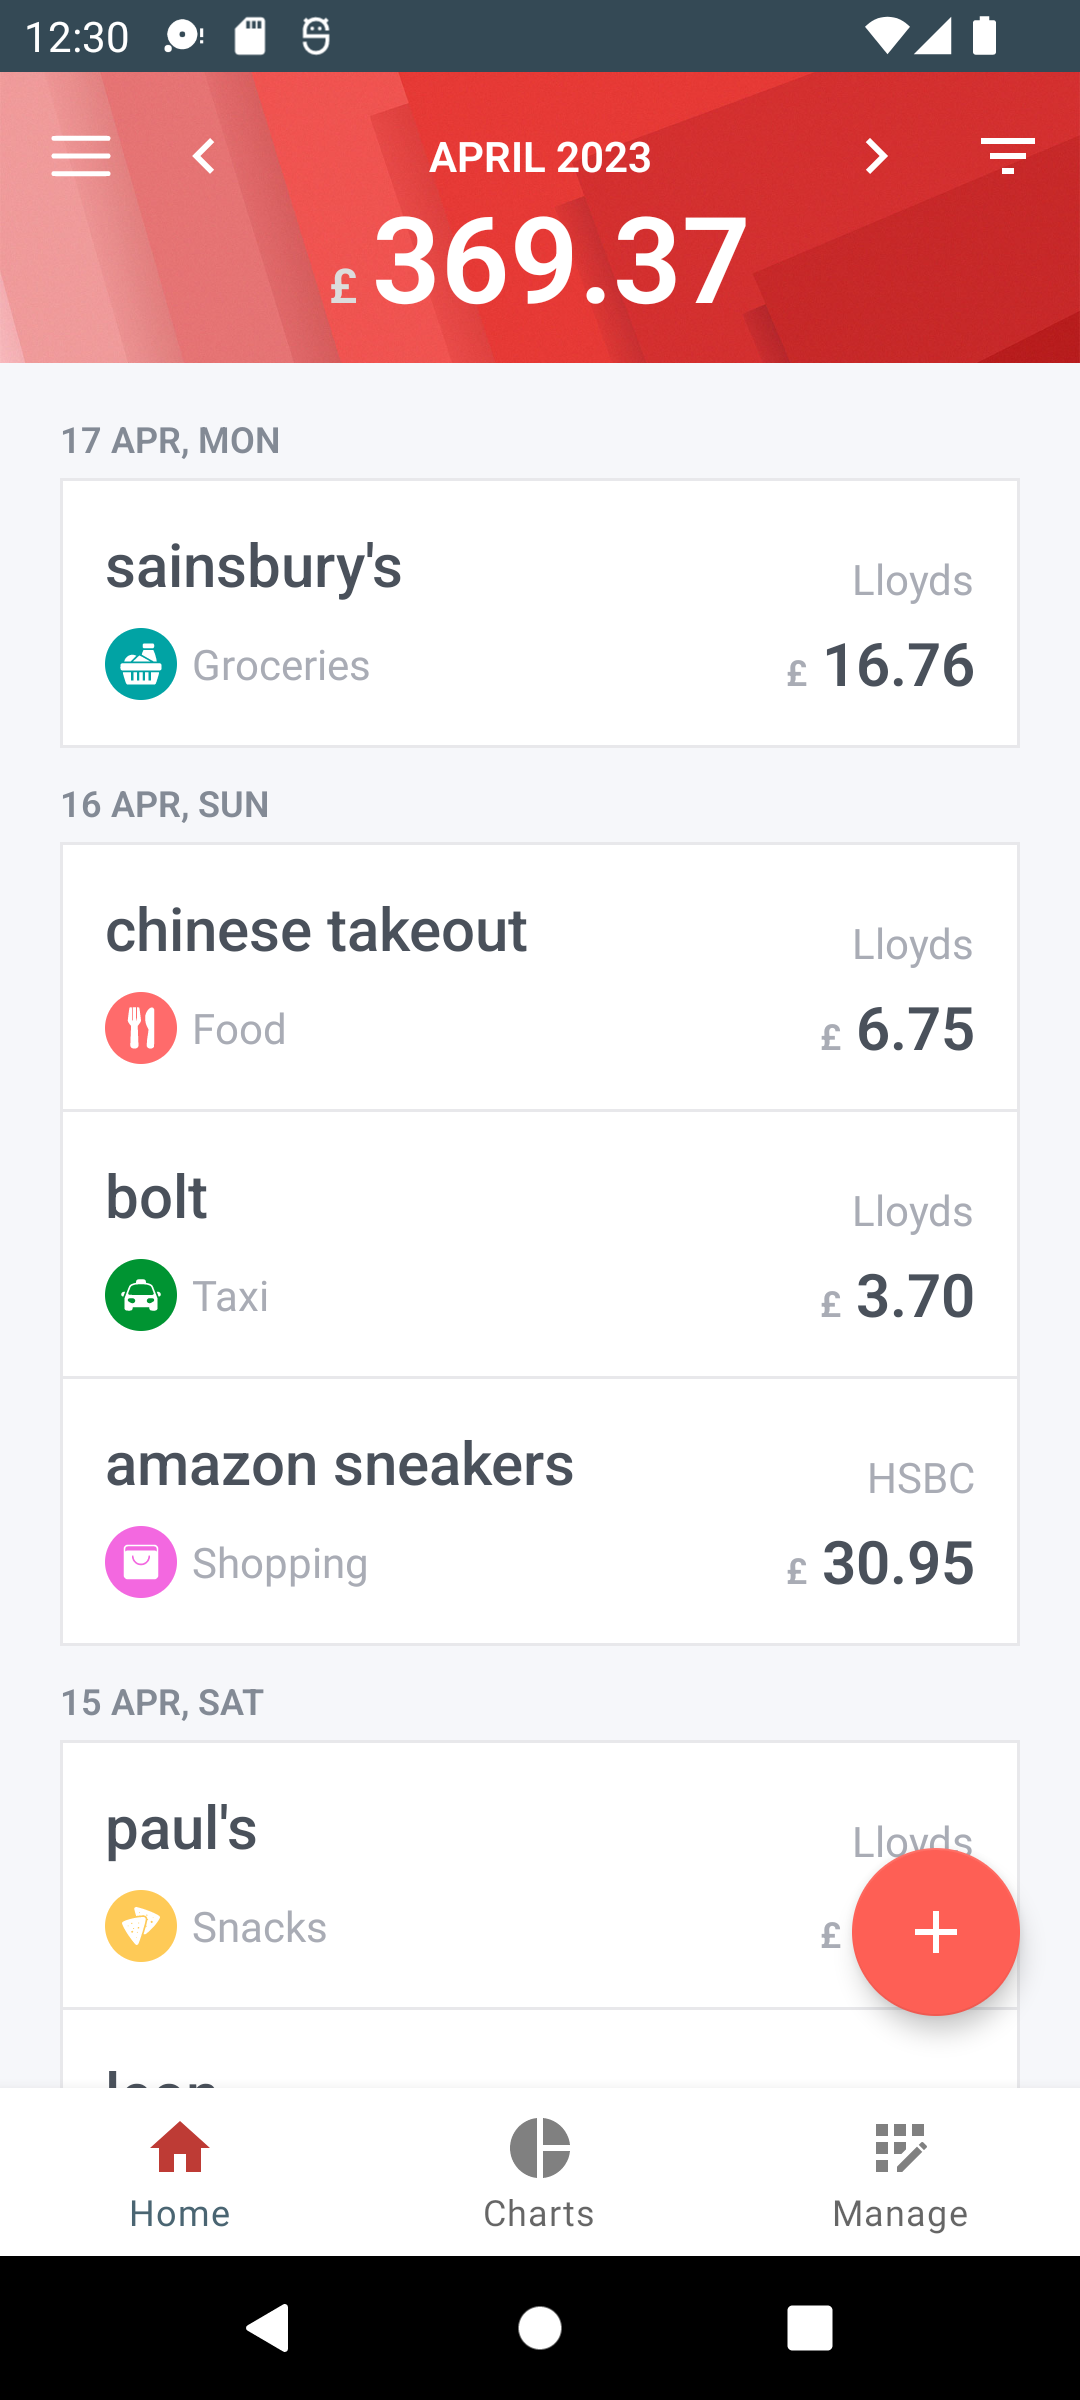 12:30
APRIL 2023
£ 369.37
17 APR, MON
sainsbury's
Lloyds
Groceries
£ 16.76
16 APR, SUN
chinese takeout
Lloyds
Food
£ 6.75
bolt
Lloyds
Taxi
£ 3.70
amazon sneakers
HSBC
Shopping
£ 30.95
15 APR, SAT
paul's
Lloyds
Snacks
£
Home
Charts
Manage